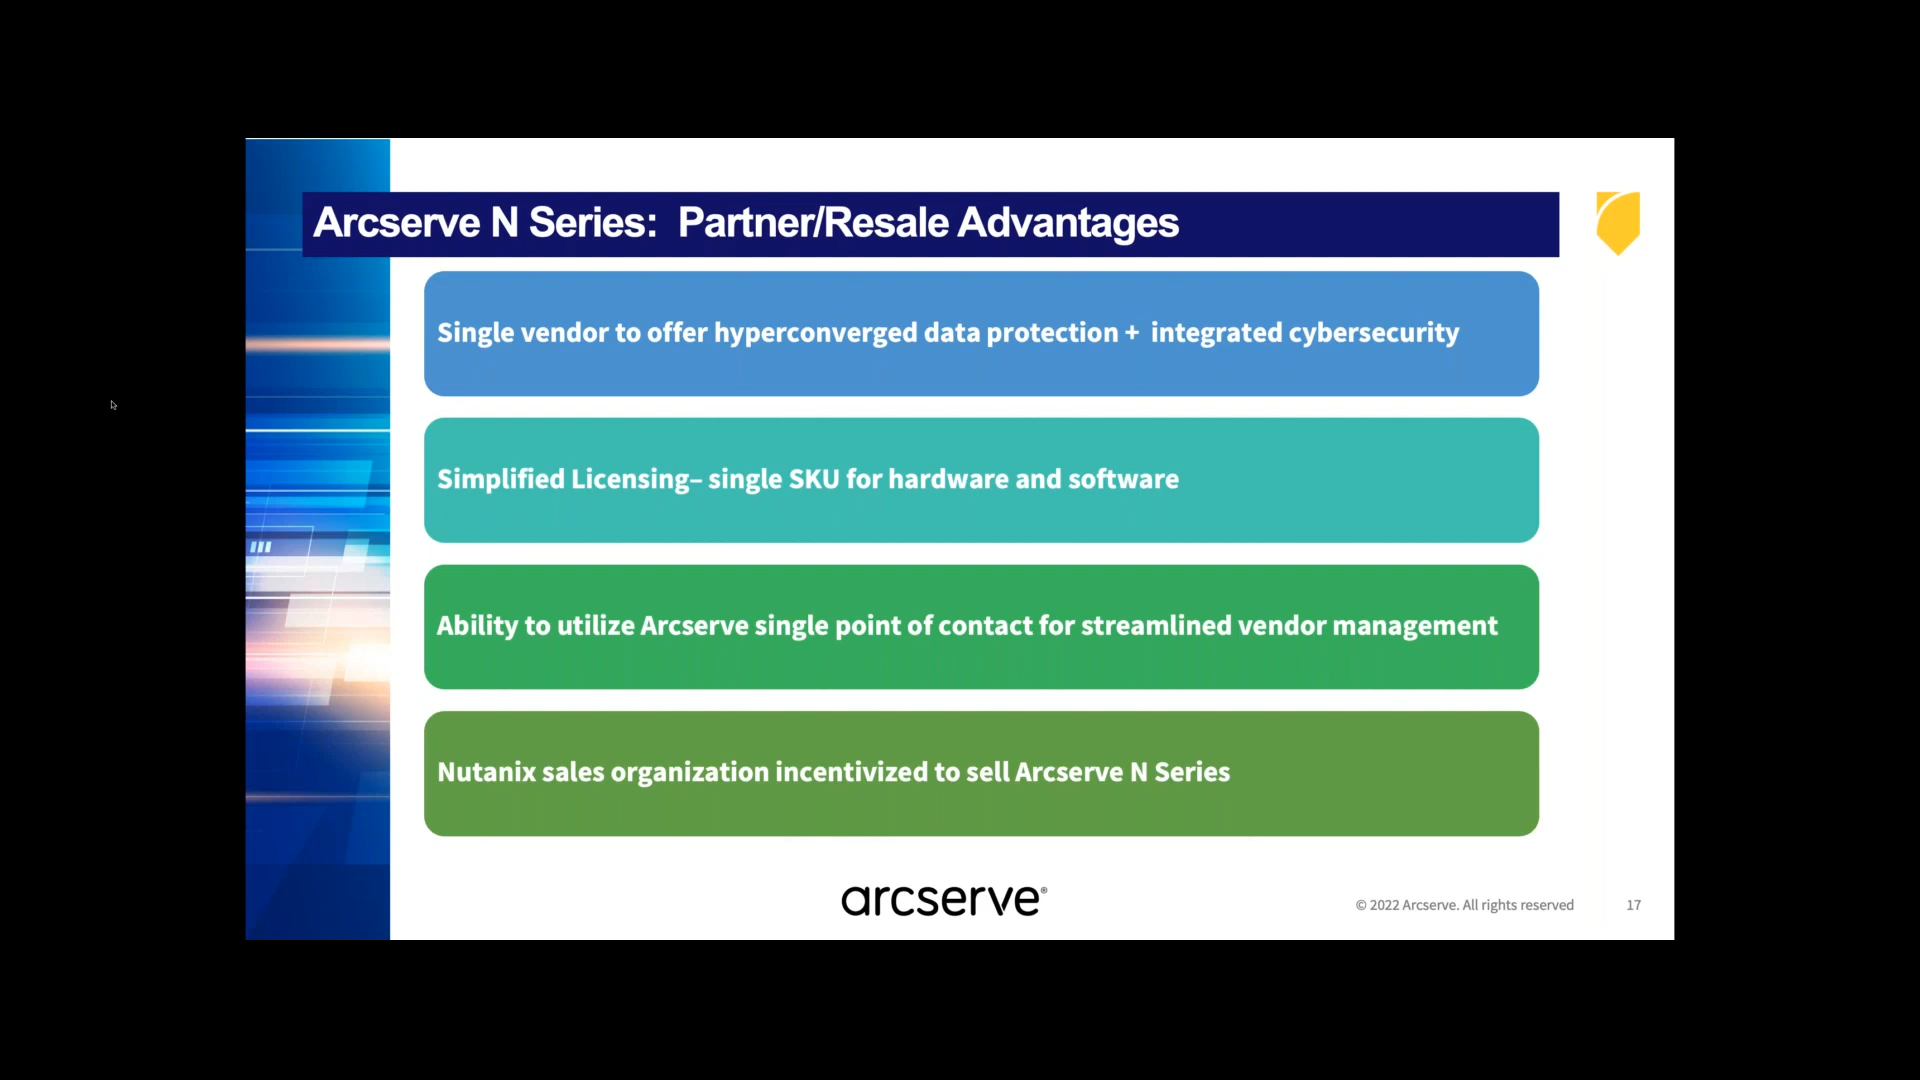 Arcserve N Series:  Partner/Resale Advantages
Single vendor to offer hyperconverged data protection +  integrated cybersecurity
Simplified Licensing– single SKU for hardware and software
Ability to utilize Arcserve single point of contact for streamlined vendor management
Nutanix sales organization incentivized to sell Arcserve N Series
arcserve®
© 2022 Arcserve. All rights reserved
17